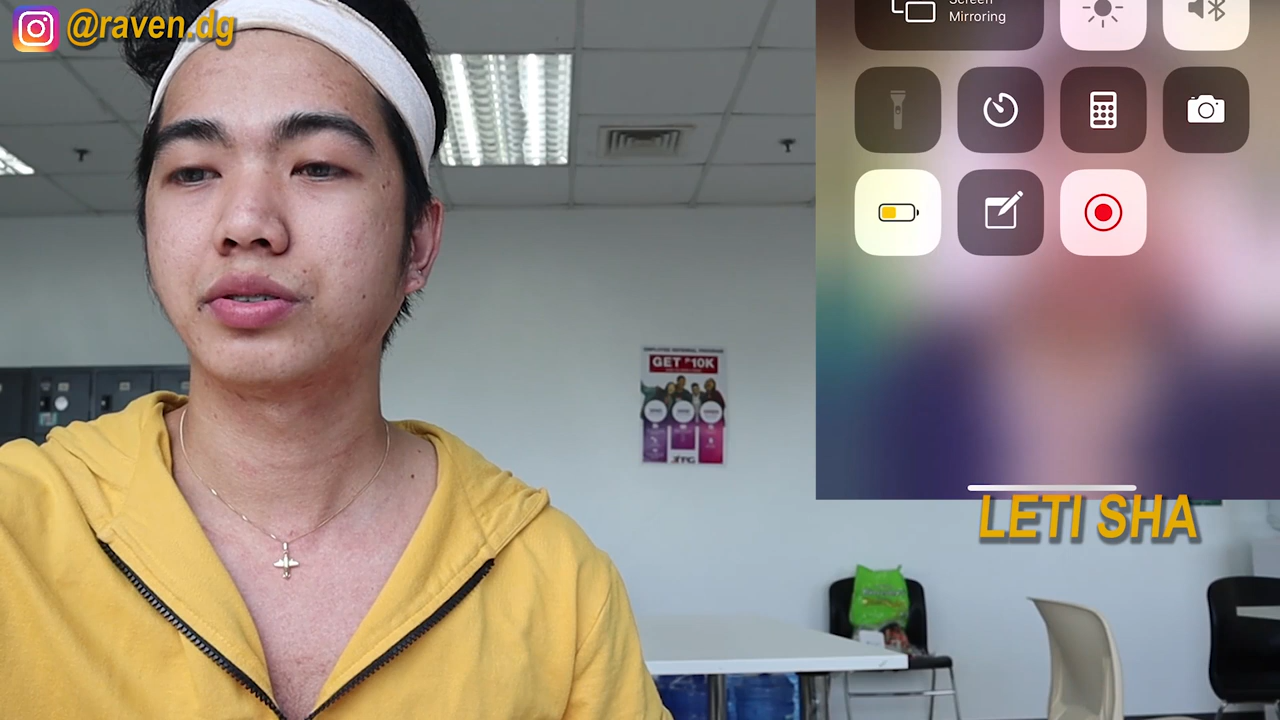 @raven.dg
Screen
Mirroring
GET ₱10K
LETI SHA